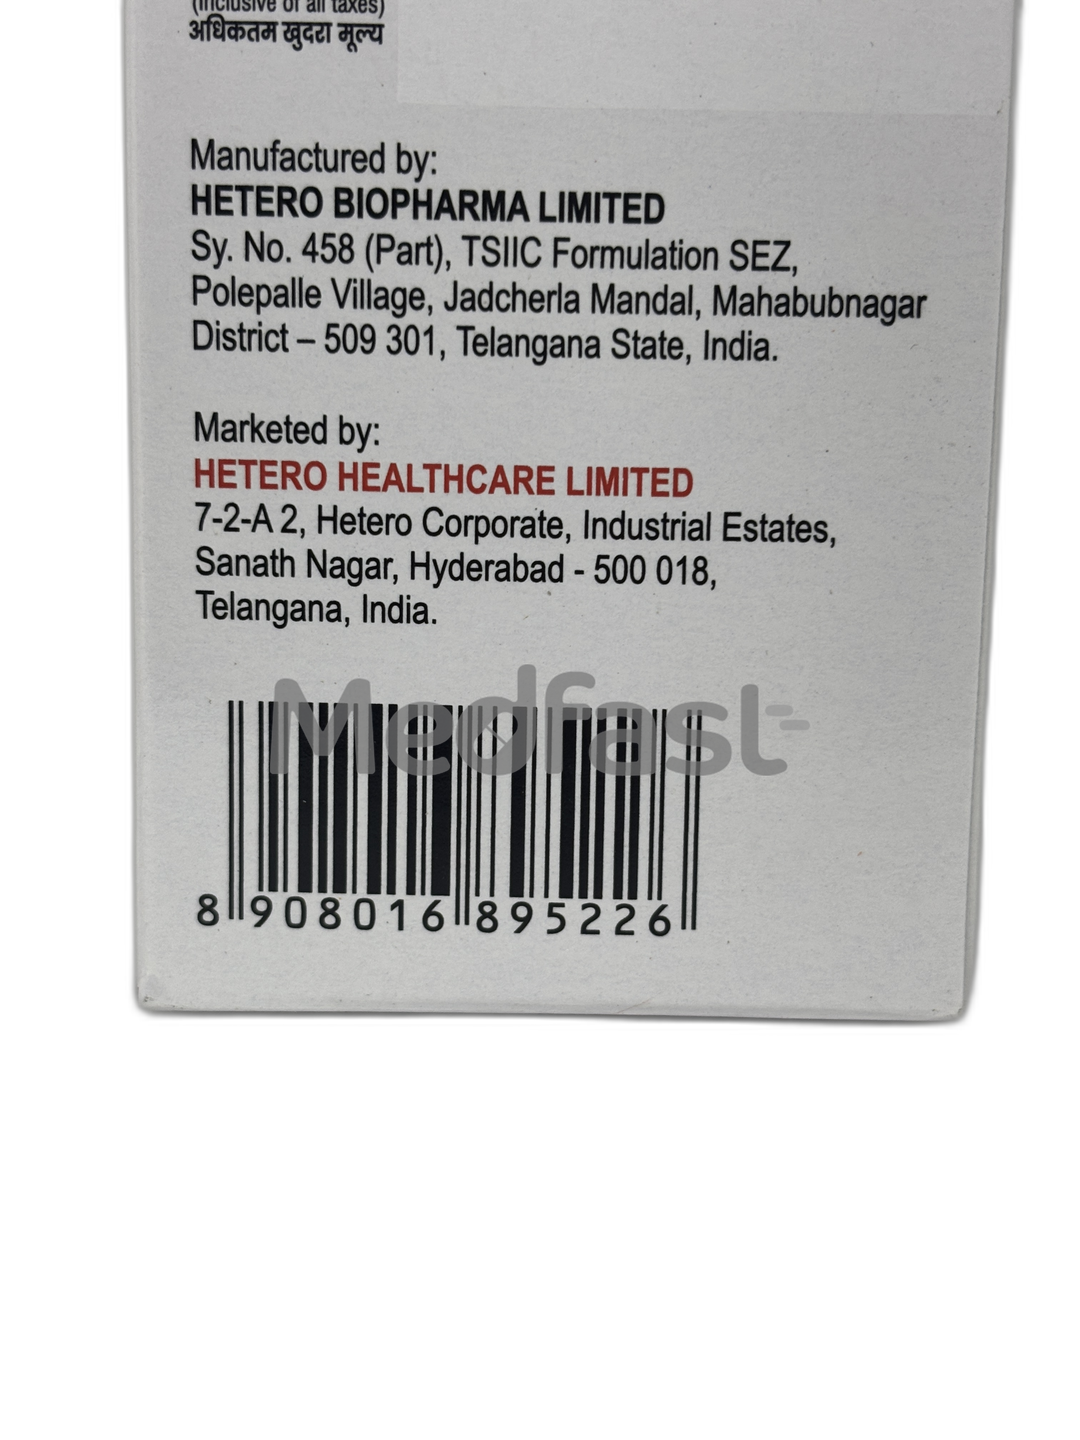 (Inclusive of all taxes)
अधिकतम खुदरा मूल्य
Manufactured by:
HETERO BIOPHARMA LIMITED
Sy. No. 458 (Part), TSIIC Formulation SEZ,
Polepalle Village, Jadcherla Mandal, Mahabubnagar
District – 509 301, Telangana State, India.
Marketed by:
HETERO HEALTHCARE LIMITED
7-2-A 2, Hetero Corporate, Industrial Estates,
Sanath Nagar, Hyderabad - 500 018,
Telangana, India.
Medfast
8 908016 895226